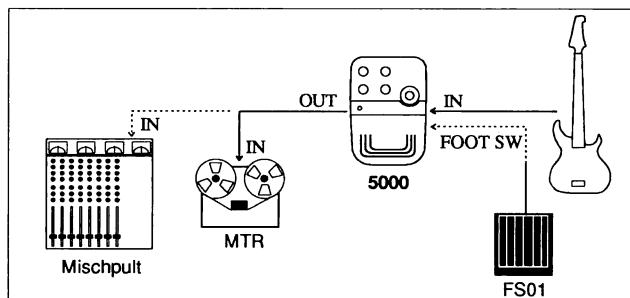 OUT
IN
IN
IN
FOOT SW
5000
MTR
Mischpult
FS01